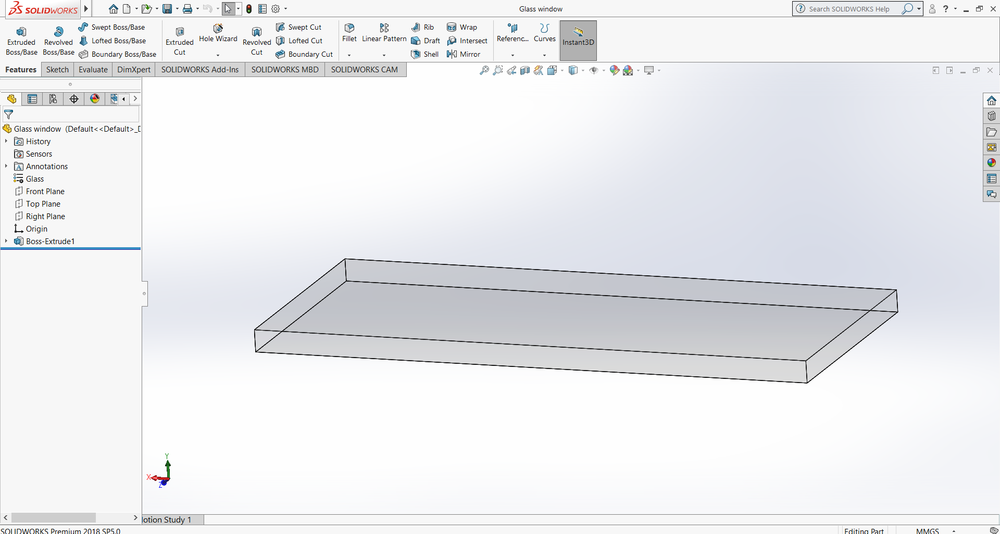 SOLIDWORKS
Glass window
Search SOLIDWORKS Help
Extruded Boss/Base
Revolved Boss/Base
Swept Boss/Base
Lofted Boss/Base
Boundary Boss/Base
Extruded Cut
Hole Wizard
Revolved Cut
Swept Cut
Lofted Cut
Boundary Cut
Fillet
Linear Pattern
Rib
Draft
Shell
Wrap
Intersect
Mirror
Referenc...
Curves
Instant3D
Features
Sketch
Evaluate
DimXpert
SOLIDWORKS Add-Ins
SOLIDWORKS MBD
SOLIDWORKS CAM
Glass window (Default<<Default>_D
History
Sensors
Annotations
Glass
Front Plane
Top Plane
Right Plane
Origin
Boss-Extrude1
Y
X
Z
otion Study 1
SOLIDWORKS Premium 2018 SP5.0
Editing Part
MMGS